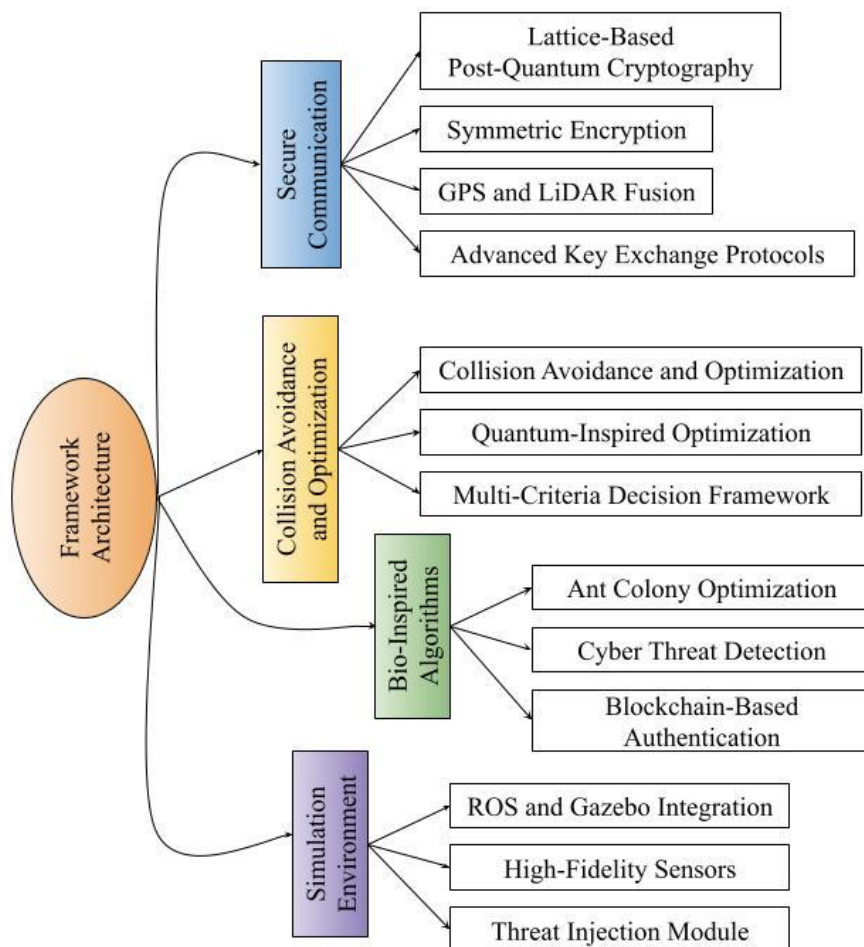 Framework
Architecture
Secure
Communication
Lattice-Based
Post-Quantum Cryptography
Symmetric Encryption
GPS and LiDAR Fusion
Advanced Key Exchange Protocols
Collision Avoidance
and Optimization
Collision Avoidance and Optimization
Quantum-Inspired Optimization
Multi-Criteria Decision Framework
Bio-Inspired
Algorithms
Ant Colony Optimization
Cyber Threat Detection
Blockchain-Based
Authentication
Simulation
Environment
ROS and Gazebo Integration
High-Fidelity Sensors
Threat Injection Module